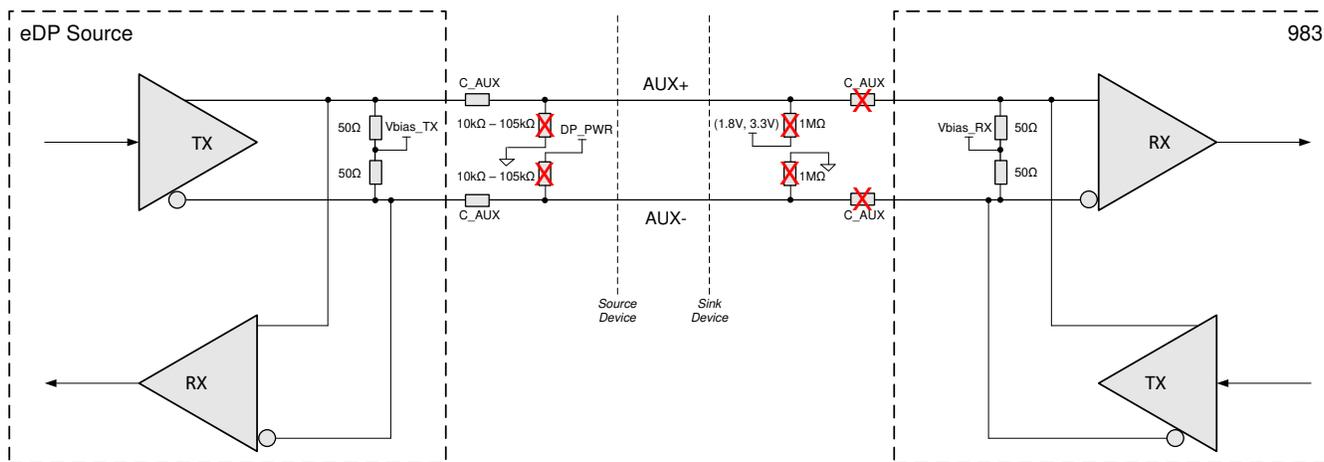 eDP Source
983
C_AUX
AUX+
C_AUX
50Ω
Vbias_TX
10kΩ – 105kΩ
DP_PWR
(1.8V, 3.3V)
1MΩ
Vbias_RX
50Ω
TX
RX
50Ω
10kΩ – 105kΩ
1MΩ
50Ω
C_AUX
AUX-
C_AUX
Source
Device
Sink
Device
RX
TX